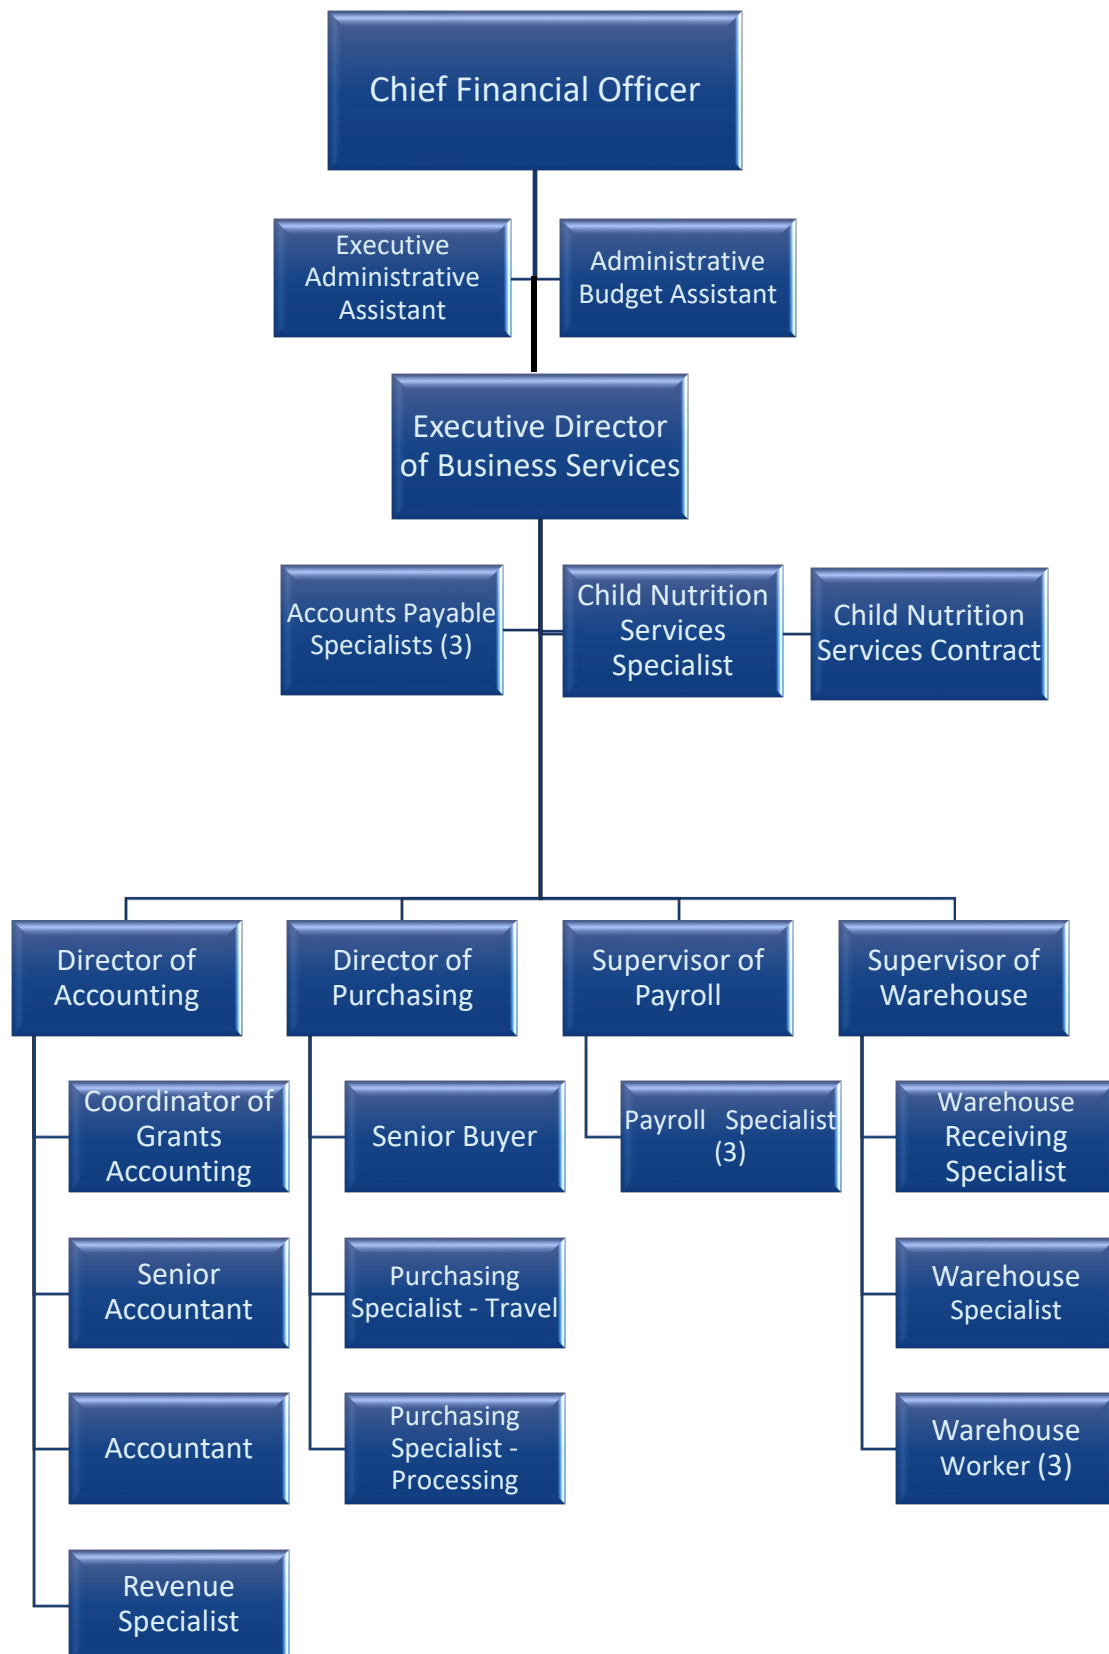 Chief Financial Officer
Executive
Administrative
Assistant
Administrative
Budget Assistant
Executive Director
of Business Services
Accounts Payable
Specialists (3)
Child Nutrition
Services
Specialist
Child Nutrition
Services Contract
Director of
Accounting
Director of
Purchasing
Supervisor of
Payroll
Supervisor of
Warehouse
Coordinator of
Grants
Accounting
Senior Buyer
Payroll Specialist
(3)
Warehouse
Receiving
Specialist
Senior
Accountant
Purchasing
Specialist - Travel
Warehouse
Specialist
Accountant
Purchasing
Specialist -
Processing
Warehouse
Worker (3)
Revenue
Specialist